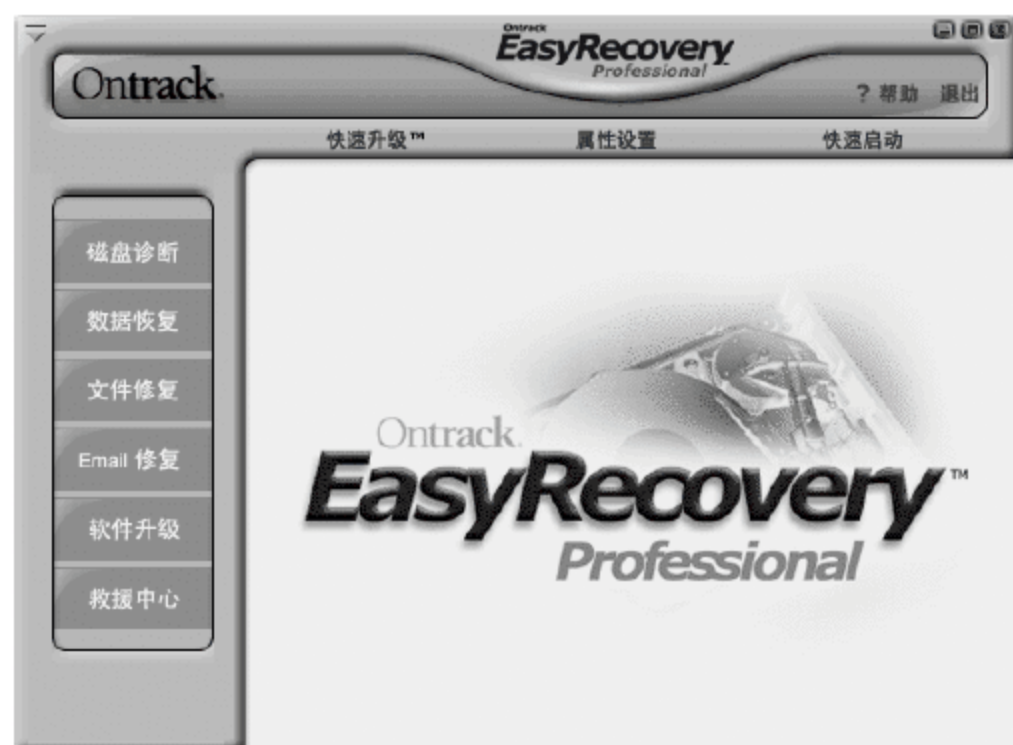 Ontrack
EasyRecovery
Professional
Ontrack.
? 帮助 退出
快速升级™ 属性设置 快速启动
磁盘诊断
数据恢复
文件修复
Email 修复
软件升级
救援中心
Ontrack.
EasyRecovery™
Professional